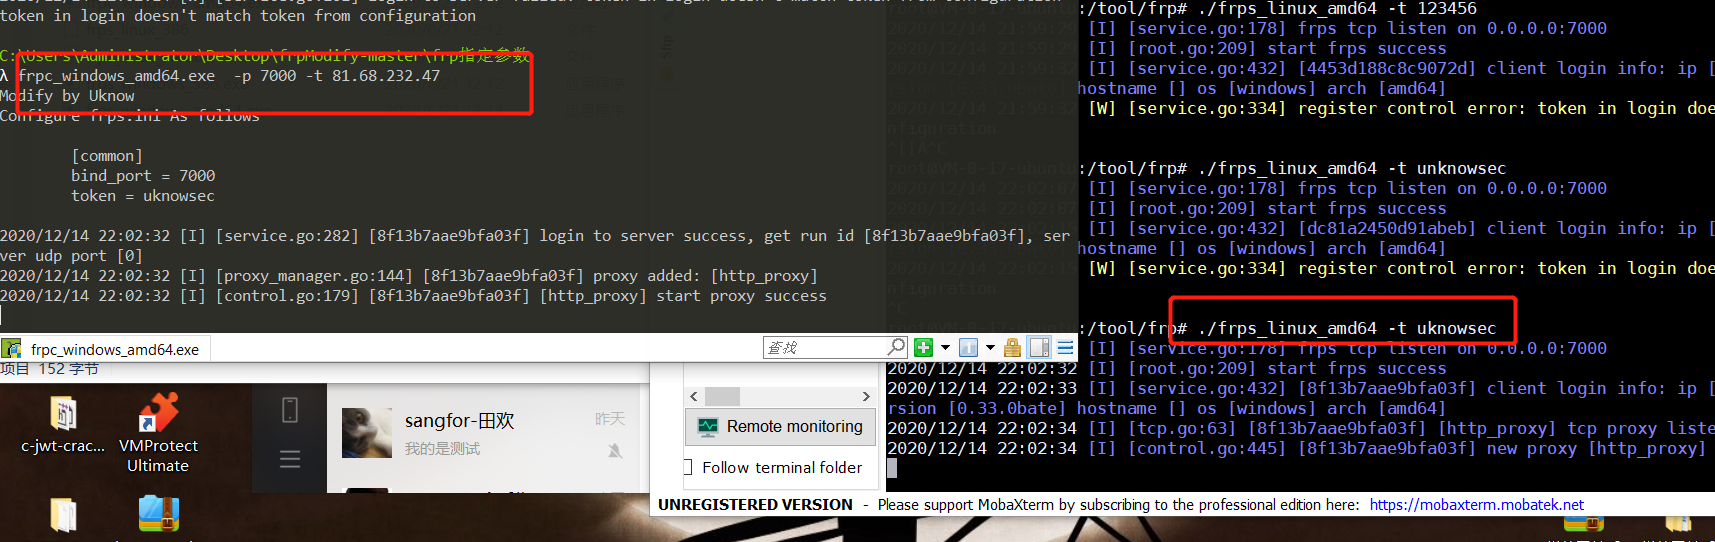 token in login doesn't match token from configuration
C:\Users\Administrator\Desktop\frpModify-master\frp指定参数
λ frpc_windows_amd64.exe  -p 7000 -t 81.68.232.47
Modify by Uknow
Configure frps.ini As follows
[common]
bind_port = 7000
token = uknowsec
2020/12/14 22:02:32 [I] [service.go:282] [8f13b7aae9bfa03f] login to server success, get run id [8f13b7aae9bfa03f], ser
ver udp port [0]
2020/12/14 22:02:32 [I] [proxy_manager.go:144] [8f13b7aae9bfa03f] proxy added: [http_proxy]
2020/12/14 22:02:32 [I] [control.go:179] [8f13b7aae9bfa03f] [http_proxy] start proxy success
frpc_windows_amd64.exe
查找
项目 152 字节
:/tool/frp# ./frps_linux_amd64 -t 123456
[I] [service.go:178] frps tcp listen on 0.0.0.0:7000
[I] [root.go:209] start frps success
[I] [service.go:432] [4453d188c8c9072d] client login info: ip [
hostname [] os [windows] arch [amd64]
[W] [service.go:334] register control error: token in login doe
:/tool/frp# ./frps_linux_amd64 -t unknowsec
[I] [service.go:178] frps tcp listen on 0.0.0.0:7000
[I] [root.go:209] start frps success
[I] [service.go:432] [dc81a2450d91abeb] client login info: ip [
hostname [] os [windows] arch [amd64]
[W] [service.go:334] register control error: token in login doe
:/tool/frp# ./frps_linux_amd64 -t uknowsec
[I] [service.go:178] frps tcp listen on 0.0.0.0:7000
2020/12/14 22:02:32 [I] [root.go:209] start frps success
2020/12/14 22:02:33 [I] [service.go:432] [8f13b7aae9bfa03f] client login info: ip [
rsion [0.33.0bate] hostname [] os [windows] arch [amd64]
2020/12/14 22:02:34 [I] [tcp.go:63] [8f13b7aae9bfa03f] [http_proxy] tcp proxy liste
2020/12/14 22:02:34 [I] [control.go:445] [8f13b7aae9bfa03f] new proxy [http_proxy]
c-jwt-crac...
VMProtect
Ultimate
sangfor-田欢
昨天
我的是测试
Remote monitoring
Follow terminal folder
UNREGISTERED VERSION  -  Please support MobaXterm by subscribing to the professional edition here:  https://mobaxterm.mobatek.net